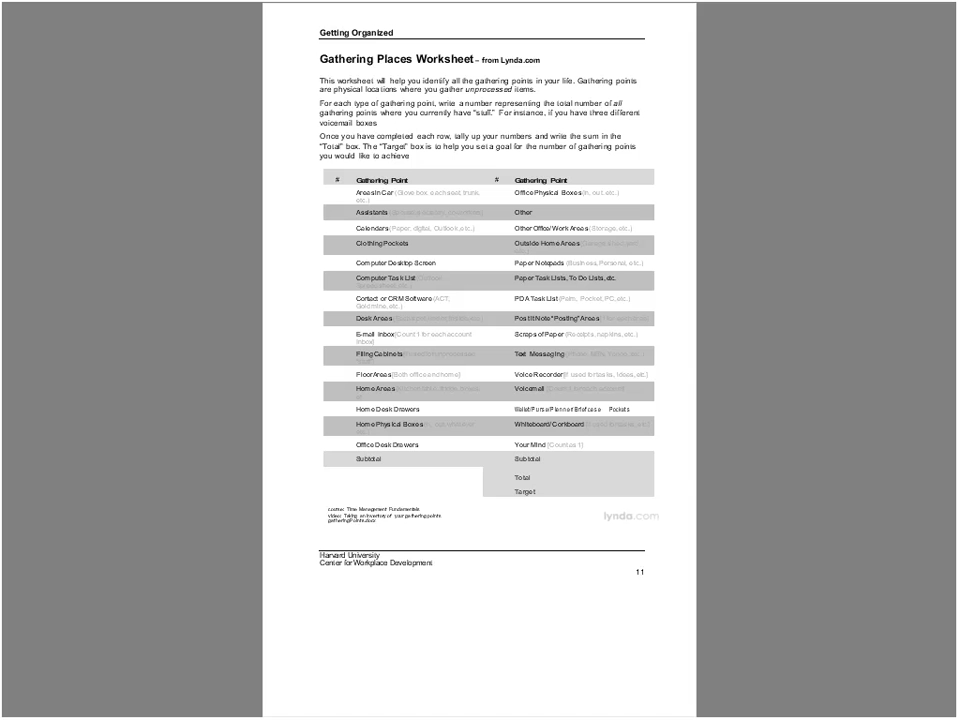 Getting Organized
Gathering Places Worksheet – from Lynda.com
This worksheet will help you identify all the gathering points in your life. Gathering points
are physical locations where you gather unprocessed items.
For each type of gathering point, write a number representing the total number of all
gathering points where you currently have “stuff.” For instance, if you have three different
voicemail boxes
Once you have completed each row, tally up your numbers and write the sum in the
“Total” box. The “Target” box is to help you set a goal for the number of gathering points
you would like to achieve
# Gathering Point # Gathering Point
Areas in Car (Glove box, each seat, trunk, Office Physical Boxes (In, out, etc.)
etc.)
Assistants Other
Calendars (Paper, digital, Outlook, etc.) Other Office/Work Areas (Storage, etc.)
Clothing Pockets Outside Home Areas
Computer Desktop Screen Paper Notepads (Business, Personal, etc.)
Computer Task List Paper Task Lists, To Do Lists, etc.
Contact or CRM Software (ACT, PDA Task List (Palm, Pocket, PC, etc.)
Goldmine, etc.)
Desk Areas Post It Note “Posting” Areas
E-mail Inbox [Count 1 for each account Scraps of Paper (Receipts, napkins, etc.)
inbox]
Filing Cabinets Text Messaging
Floor Areas [Both office and home] Voice Recorder [If used for tasks, ideas, etc.]
Home Areas Voicemail
Home Desk Drawers Wallet/Purse/Planner/Briefcase Pockets
Home Physical Boxes Whiteboard/Corkboard
Office Desk Drawers Your Mind [Count as 1]
Subtotal Subtotal
Total
Target
course: Time Management Fundamentals
video: Taking an inventory of your gathering points
gatheringPoints.docx
lynda.com
Harvard University
Center for Workplace Development
11